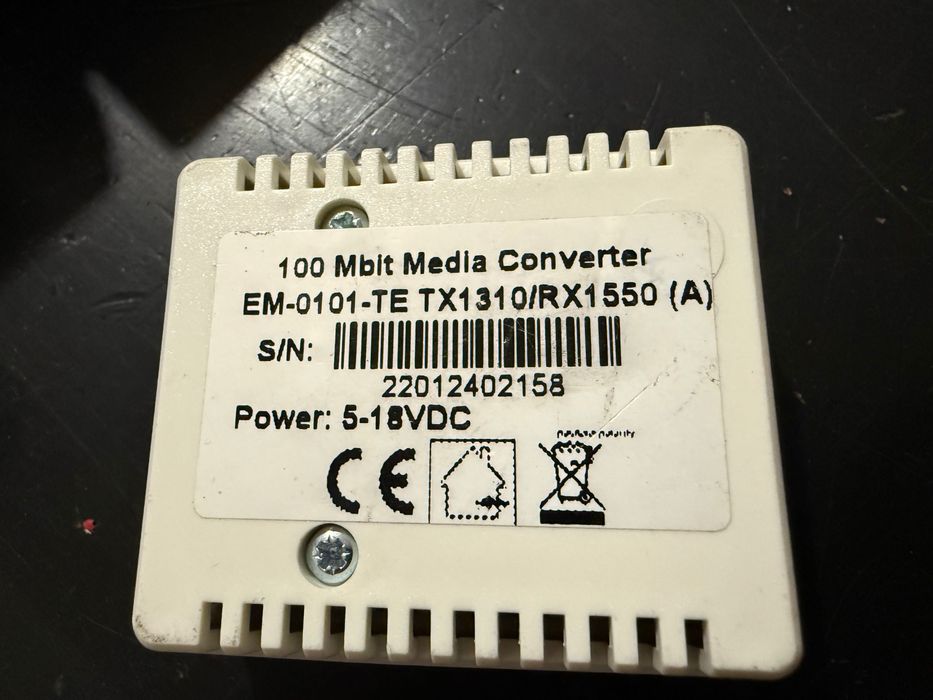 100 Mbit Media Converter
EM-0101-TE TX1310/RX1550 (A)
S/N:
22012402158
Power: 5-18VDC
CE